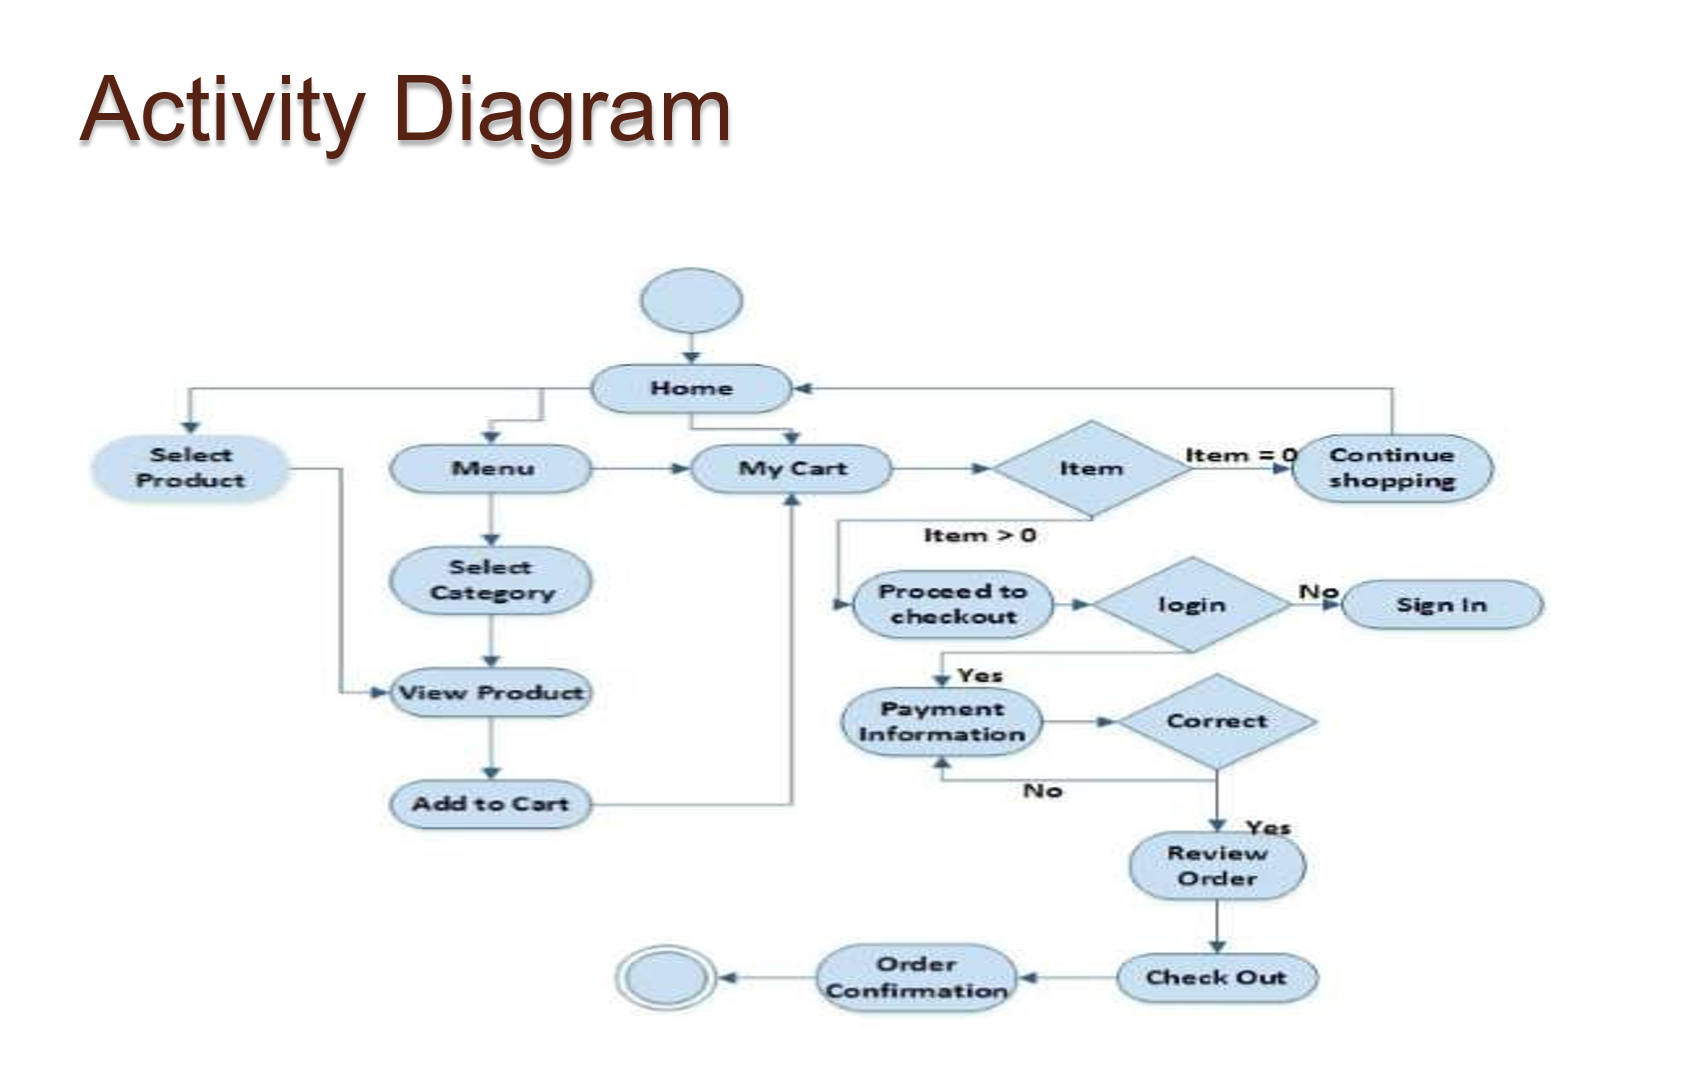 Activity Diagram
Home
Select
Product
Menu
My Cart
Item
Item = 0
Continue
shopping
Item > 0
Select
Category
Proceed to
checkout
login
No
Sign In
Yes
View Product
Payment
Information
Correct
No
Add to Cart
Yes
Review
Order
Order
Confirmation
Check Out